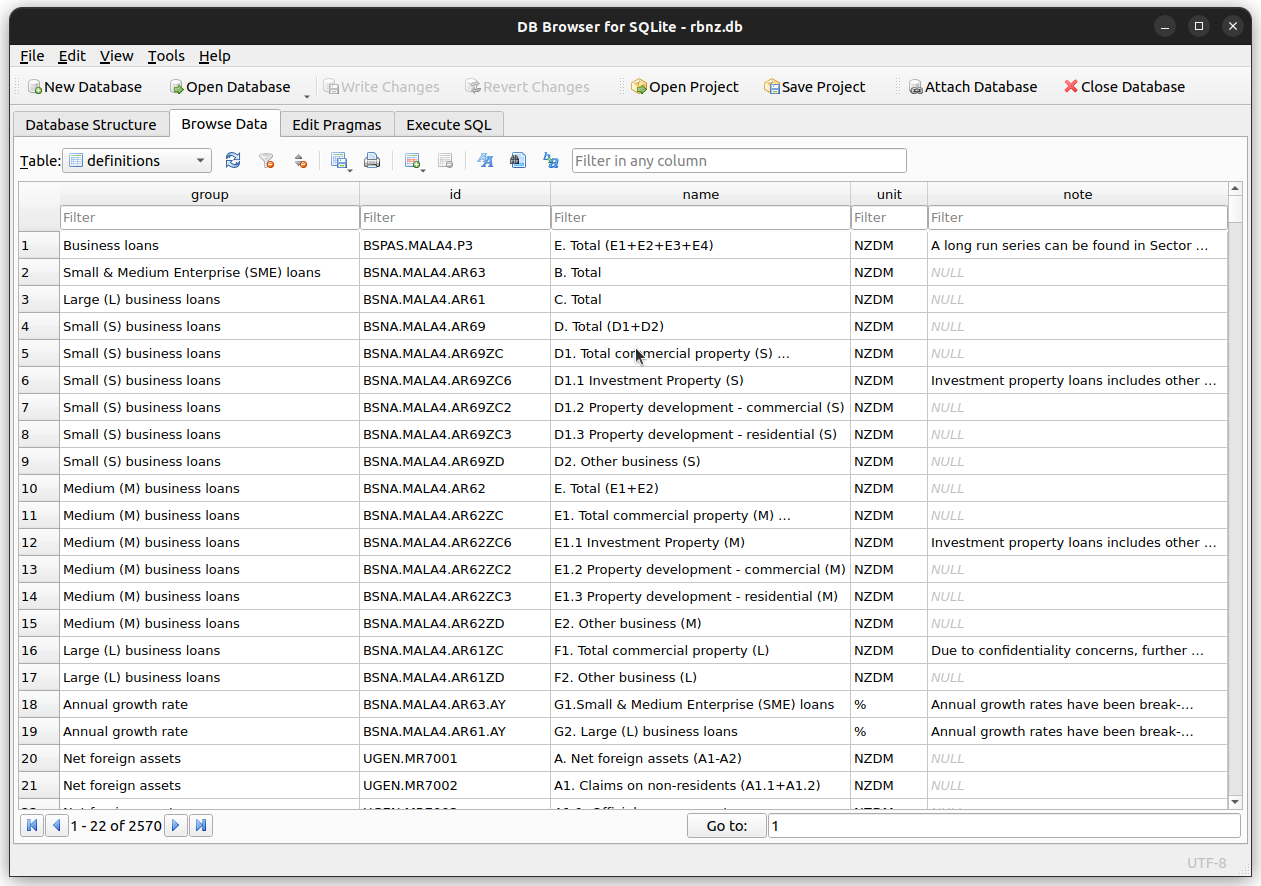 DB Browser for SQLite - rbnz.db
File Edit View Tools Help
New Database Open Database Write Changes Revert Changes Open Project Save Project Attach Database Close Database
Database Structure Browse Data Edit Pragmas Execute SQL
Table: definitions Filter in any column
group id name unit note
Filter Filter Filter Filter Filter
1 Business loans BSPAS.MALA4.P3 E. Total (E1+E2+E3+E4) NZDM A long run series can be found in Sector ...
2 Small & Medium Enterprise (SME) loans BSNA.MALA4.AR63 B. Total NZDM NULL
3 Large (L) business loans BSNA.MALA4.AR61 C. Total NZDM NULL
4 Small (S) business loans BSNA.MALA4.AR69 D. Total (D1+D2) NZDM NULL
5 Small (S) business loans BSNA.MALA4.AR69ZC D1. Total commercial property (S) ... NZDM NULL
6 Small (S) business loans BSNA.MALA4.AR69ZC6 D1.1 Investment Property (S) NZDM Investment property loans includes other ...
7 Small (S) business loans BSNA.MALA4.AR69ZC2 D1.2 Property development - commercial (S) NZDM NULL
8 Small (S) business loans BSNA.MALA4.AR69ZC3 D1.3 Property development - residential (S) NZDM NULL
9 Small (S) business loans BSNA.MALA4.AR69ZD D2. Other business (S) NZDM NULL
10 Medium (M) business loans BSNA.MALA4.AR62 E. Total (E1+E2) NZDM NULL
11 Medium (M) business loans BSNA.MALA4.AR62ZC E1. Total commercial property (M) ... NZDM NULL
12 Medium (M) business loans BSNA.MALA4.AR62ZC6 E1.1 Investment Property (M) NZDM Investment property loans includes other ...
13 Medium (M) business loans BSNA.MALA4.AR62ZC2 E1.2 Property development - commercial (M) NZDM NULL
14 Medium (M) business loans BSNA.MALA4.AR62ZC3 E1.3 Property development - residential (M) NZDM NULL
15 Medium (M) business loans BSNA.MALA4.AR62ZD E2. Other business (M) NZDM NULL
16 Large (L) business loans BSNA.MALA4.AR61ZC F1. Total commercial property (L) NZDM Due to confidentiality concerns, further ...
17 Large (L) business loans BSNA.MALA4.AR61ZD F2. Other business (L) NZDM NULL
18 Annual growth rate BSNA.MALA4.AR63.AY G1.Small & Medium Enterprise (SME) loans % Annual growth rates have been break-...
19 Annual growth rate BSNA.MALA4.AR61.AY G2. Large (L) business loans % Annual growth rates have been break-...
20 Net foreign assets UGEN.MR7001 A. Net foreign assets (A1-A2) NZDM NULL
21 Net foreign assets UGEN.MR7002 A1. Claims on non-residents (A1.1+A1.2) NZDM NULL
1 - 22 of 2570 Go to: 1
UTF-8